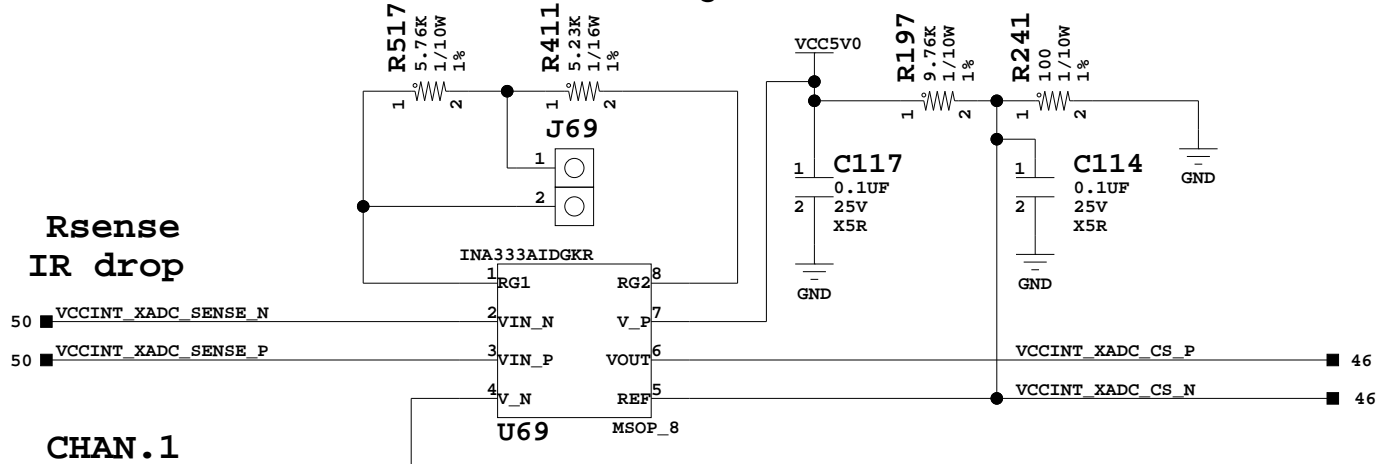 R517
5.76K
1/10W
1%
1
2
R411
5.23K
1/16W
1%
1
2
J69
1
2
VCC5V0
R197
9.76K
1/10W
1%
1
2
R241
100
1/10W
1%
1
2
GND
C117
0.1UF
25V
X5R
1
2
GND
C114
0.1UF
25V
X5R
1
2
GND
Rsense
IR drop
INA333AIDGKR
1 RG1
RG2 8
50 VCCINT_XADC_SENSE_N 2 VIN_N
V_P 7
50 VCCINT_XADC_SENSE_P 3 VIN_P
VOUT 6 VCCINT_XADC_CS_P 46
4 V_N
REF 5 VCCINT_XADC_CS_N 46
U69
MSOP_8
CHAN.1